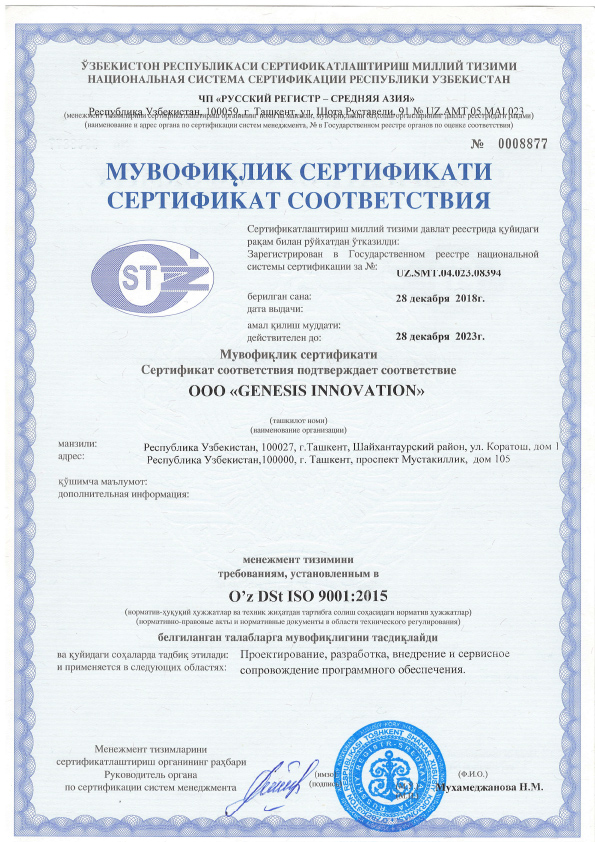 ЎЗБЕКИСТОН РЕСПУБЛИКАСИ СЕРТИФИКАТЛАШТИРИШ МИЛЛИЙ ТИЗИМИ
НАЦИОНАЛЬНАЯ СИСТЕМА СЕРТИФИКАЦИИ РЕСПУБЛИКИ УЗБЕКИСТАН
ЧП «РУССКИЙ РЕГИСТР – СРЕДНЯЯ АЗИЯ»
Республика Узбекистан, 100059, г. Ташкент, ул. Шота Руставели, 91 № UZ.AMT.05.MAI.023
(наименование и адрес органа по сертификации систем менеджмента, № в Государственном реестре органов по оценке соответствия)
№ 0008877
МУВОФИҚЛИК СЕРТИФИКАТИ
СЕРТИФИКАТ СООТВЕТСТВИЯ
Сертификатлаштириш миллий тизими давлат реестрида қуйидаги
рақам билан рўйхатдан ўтказилди:
Зарегистрирован в Государственном реестре национальной
системы сертификации за №:
UZ.SMT.04.023.08394
ST
берилган сана:
28 декабря 2018г.
дата выдачи:
амал қилиш муддати:
28 декабря 2023г.
действителен до:
Мувофиқлик сертификати
Сертификат соответствия подтверждает соответствие
ООО «GENESIS INNOVATION»
(ташкилот номи)
(наименование организации)
манзили:
Республика Узбекистан, 100027, г.Ташкент, Шайхантаурский район, ул. Коратош, дом 1
адрес:
Республика Узбекистан,100000, г. Ташкент, проспект Мустакиллик, дом 105
қўшимча маълумот:
дополнительная информация:
менежмент тизимини
требованиям, установленным в
O’z DSt ISO 9001:2015
(норматив-ҳуқуқий ҳужжатлар ва техник жиҳатдан тартибга солиш соҳасидаги норматив ҳужжатлар)
(нормативно-правовые акты и нормативные документы в области технического регулирования)
белгиланган талабларга мувофиқлигини тасдиқлайди
ва қуйидаги соҳаларда тадбиқ этилади:
Проектирование, разработка, внедрение и сервисное
и применяется в следующих областях:
сопровождение программного обеспечения.
Менежмент тизимларини
сертификатлаштириш органининг раҳбари
Руководитель органа
по сертификации систем менеджмента
(имзо
(подпис
(Ф.И.О.)
Мухамеджанова Н.М.